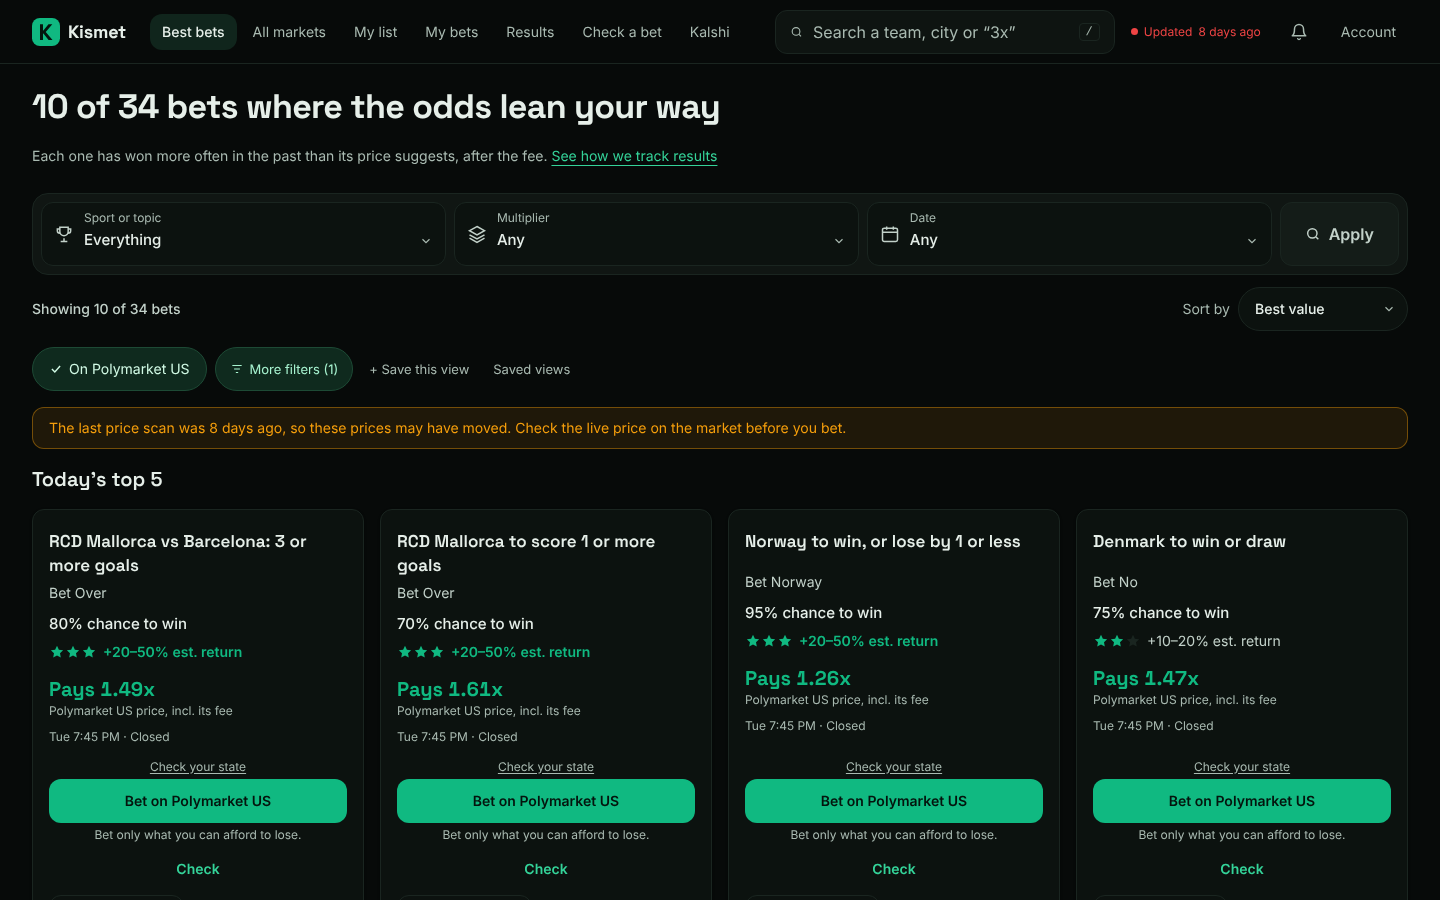 K Kismet
Best bets
All markets
My list
My bets
Results
Check a bet
Kalshi
Search a team, city or “3x”
/
Updated 8 days ago
Account
10 of 34 bets where the odds lean your way
Each one has won more often in the past than its price suggests, after the fee. See how we track results
Sport or topic
Everything
Multiplier
Any
Date
Any
Apply
Showing 10 of 34 bets
Sort by
Best value
On Polymarket US
More filters (1)
+ Save this view
Saved views
The last price scan was 8 days ago, so these prices may have moved. Check the live price on the market before you bet.
Today’s top 5
RCD Mallorca vs Barcelona: 3 or
more goals
Bet Over
80% chance to win
+20–50% est. return
Pays 1.49x
Polymarket US price, incl. its fee
Tue 7:45 PM · Closed
Check your state
Bet on Polymarket US
Bet only what you can afford to lose.
Check
RCD Mallorca to score 1 or more
goals
Bet Over
70% chance to win
+20–50% est. return
Pays 1.61x
Polymarket US price, incl. its fee
Tue 7:45 PM · Closed
Check your state
Bet on Polymarket US
Bet only what you can afford to lose.
Check
Norway to win, or lose by 1 or less
Bet Norway
95% chance to win
+20–50% est. return
Pays 1.26x
Polymarket US price, incl. its fee
Tue 7:45 PM · Closed
Check your state
Bet on Polymarket US
Bet only what you can afford to lose.
Check
Denmark to win or draw
Bet No
75% chance to win
+10–20% est. return
Pays 1.47x
Polymarket US price, incl. its fee
Tue 7:45 PM · Closed
Check your state
Bet on Polymarket US
Bet only what you can afford to lose.
Check